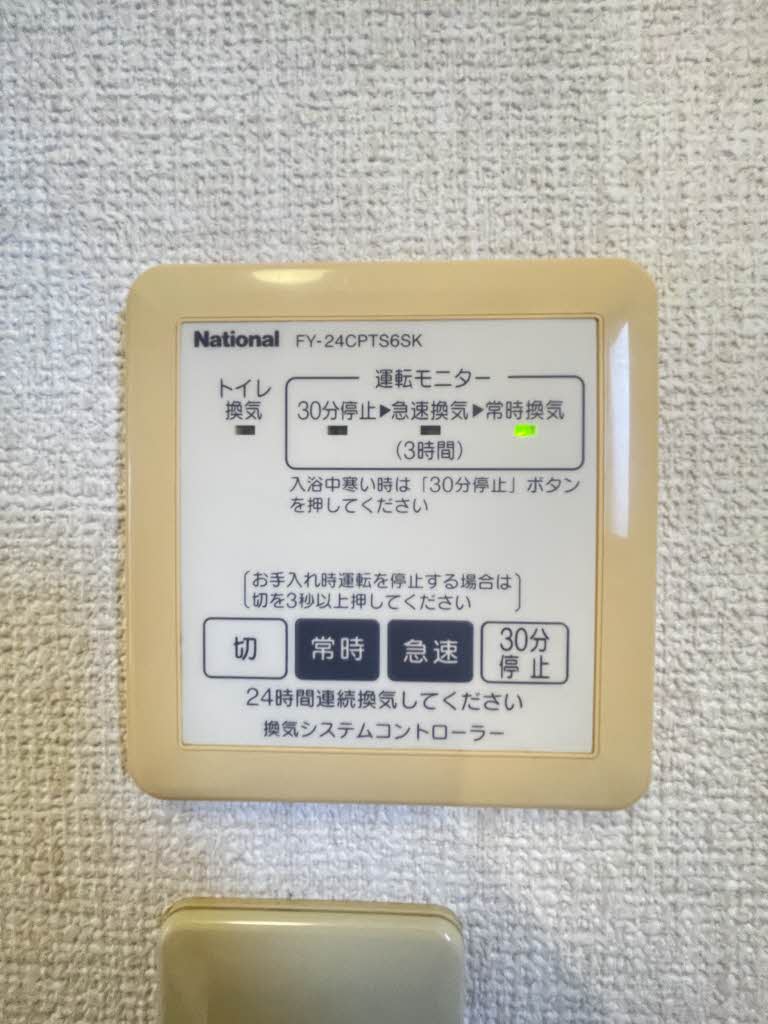 National FY-24CPTS6SK
運転モニター
トイレ
換気
30分停止▶急速換気▶常時換気
(3時間)
入浴中寒い時は「30分停止」ボタン
を押してください
お手入れ時運転を停止する場合は
切を3秒以上押してください
切 常時 急速 30分
停止
24時間連続換気してください
換気システムコントローラー